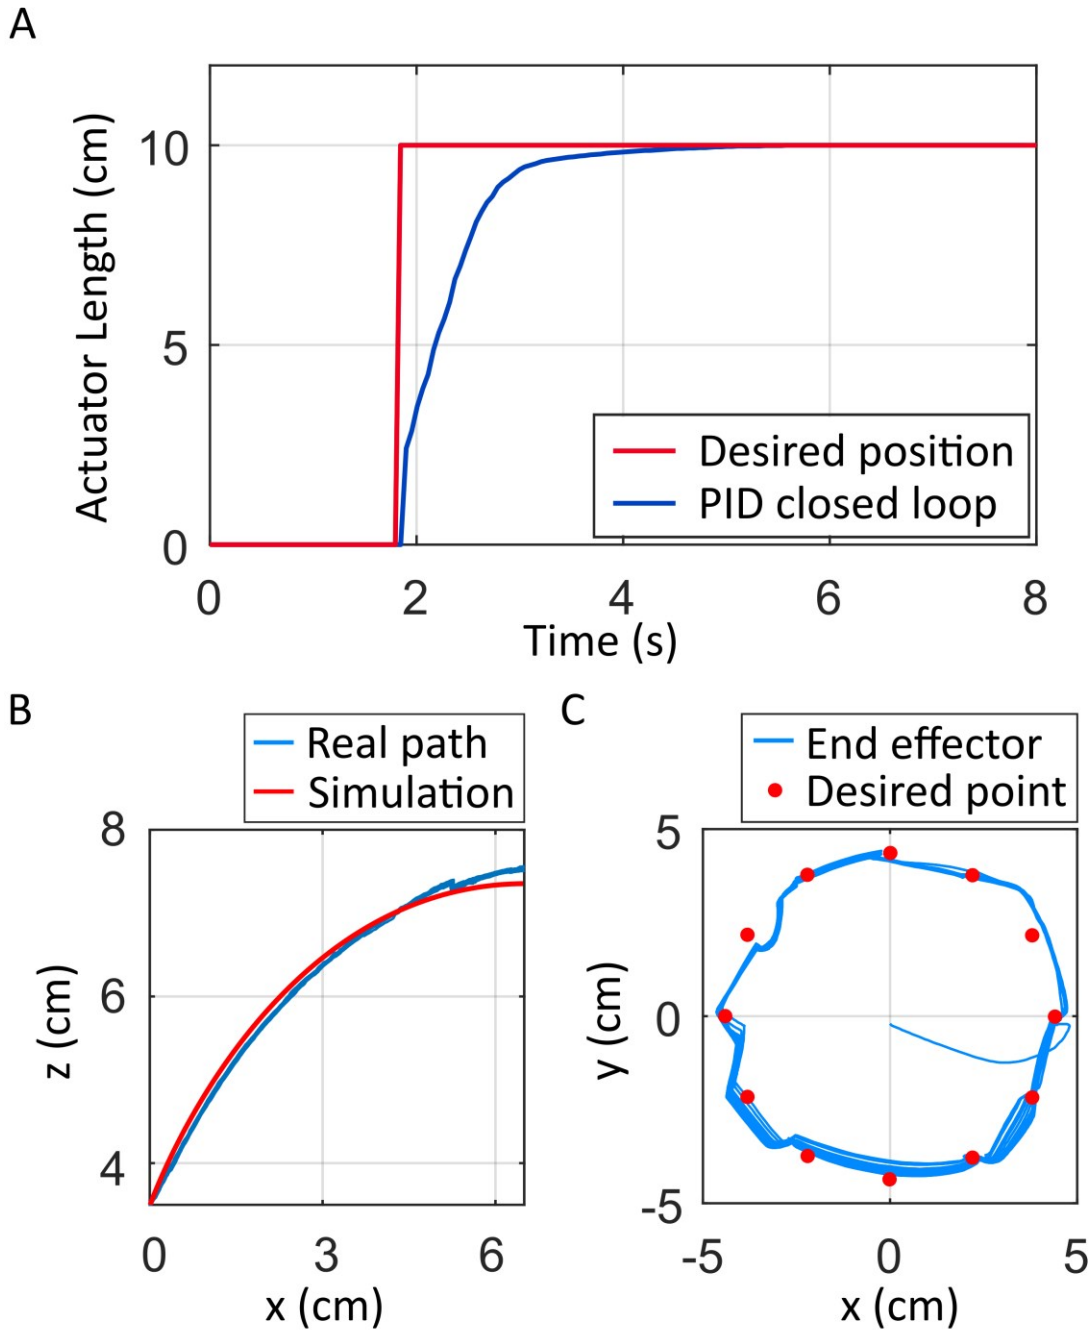 A
10
5
0
Actuator Length (cm)
Desired position
PID closed loop
0 2 4 6 8
Time (s)
B
Real path
Simulation
8
6
4
z (cm)
0 3 6
x (cm)
C
End effector
Desired point
5
0
-5
y (cm)
-5 0 5
x (cm)